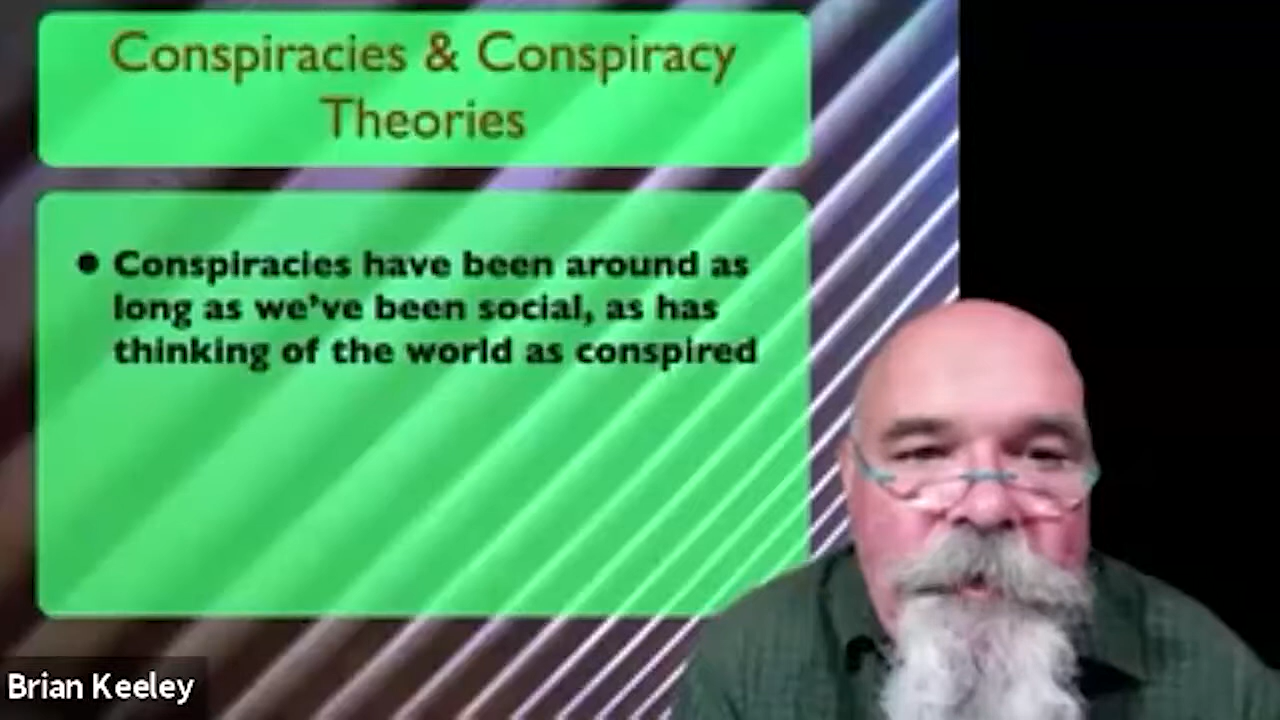 Conspiracies & Conspiracy
Theories
● Conspiracies have been around as
long as we've been social, as has
thinking of the world as conspired
Brian Keeley